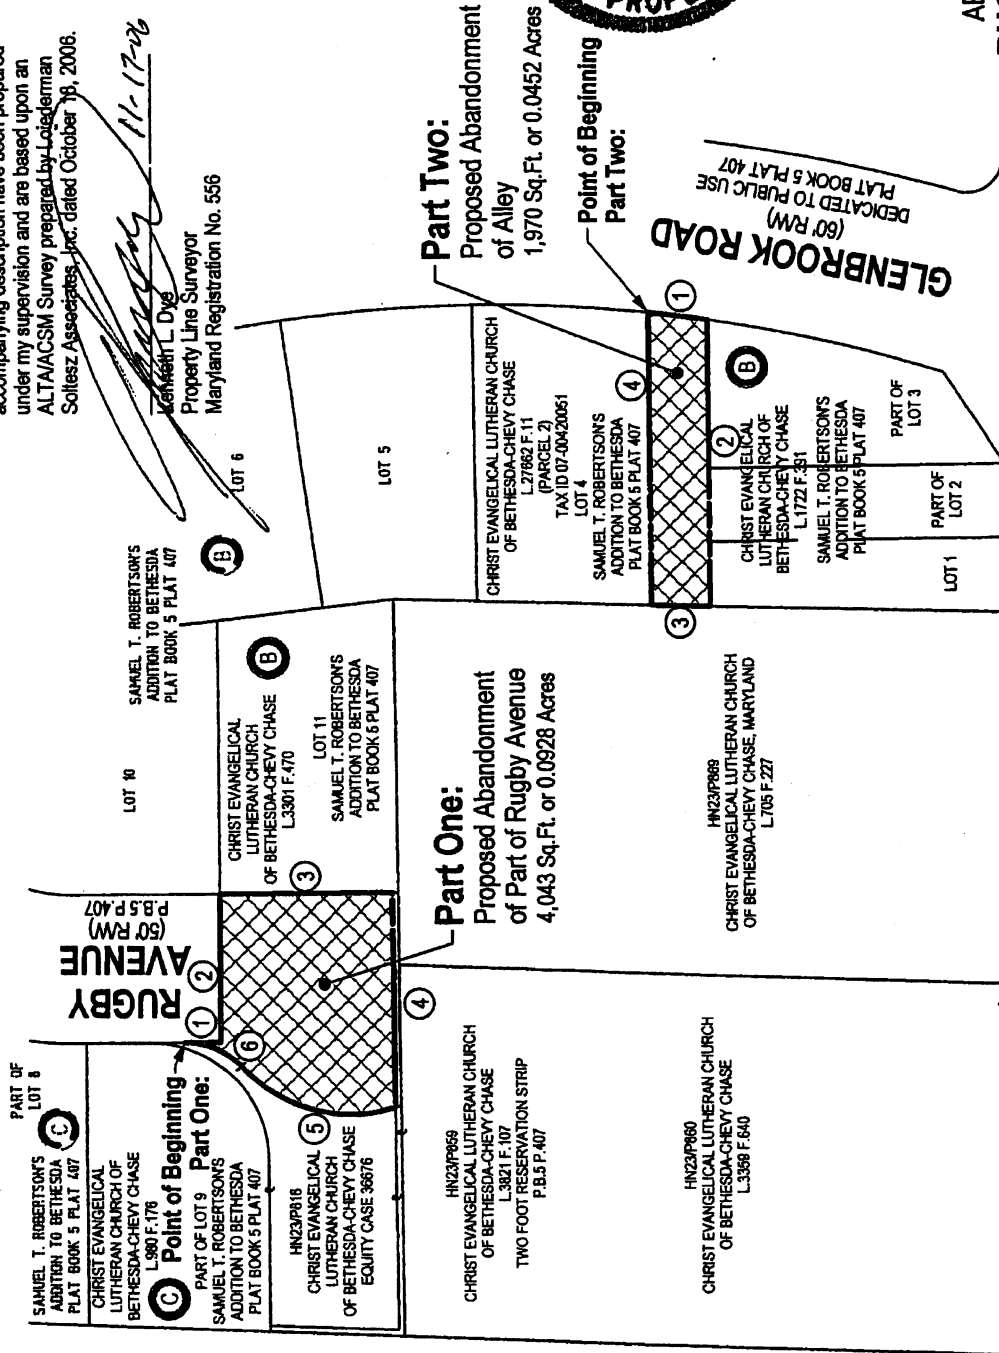 accompanying description have been prepared
under my supervision and are based upon an
ALTA/ACSM Survey prepared by Loiederman
Soltesz Associates, Inc. dated October 18, 2006.
11-17-06
Kenneth L. Dye
Property Line Surveyor
Maryland Registration No. 556
PROPE
Part Two:
Proposed Abandonment
of Alley
1,970 Sq.Ft. or 0.0452 Acres
Point of Beginning
Part Two:
GLENBROOK ROAD
(60' R/W)
DEDICATED TO PUBLIC USE
PLAT BOOK 5 PLAT 407
SAMUEL T. ROBERTSON'S
ADDITION TO BETHESDA
PLAT BOOK 5 PLAT 407
B
LOT 6
LOT 5
LOT 10
CHRIST EVANGELICAL LUTHERAN CHURCH
OF BETHESDA-CHEVY CHASE
L.27662 F.11
(PARCEL 2)
TAX ID 07-00420051
LOT 4
SAMUEL T. ROBERTSON'S
ADDITION TO BETHESDA
PLAT BOOK 5 PLAT 407
1
2
3
4
B
CHRIST EVANGELICAL
LUTHERAN CHURCH OF
BETHESDA-CHEVY CHASE
L.1722 F.391
SAMUEL T. ROBERTSON'S
ADDITION TO BETHESDA
PLAT BOOK 5 PLAT 407
PART OF
LOT 3
PART OF
LOT 2
LOT 1
CHRIST EVANGELICAL
LUTHERAN CHURCH
OF BETHESDA-CHEVY CHASE
L.3301 F.470
B
LOT 11
SAMUEL T. ROBERTSON'S
ADDITION TO BETHESDA
PLAT BOOK 5 PLAT 407
Part One:
Proposed Abandonment
of Part of Rugby Avenue
4,043 Sq.Ft. or 0.0928 Acres
RUGBY
AVENUE
(50' R/W)
P.B.5 P.407
1
2
3
4
5
6
PART OF
LOT 8
SAMUEL T. ROBERTSON'S
ADDITION TO BETHESDA
PLAT BOOK 5 PLAT 407
C
CHRIST EVANGELICAL
LUTHERAN CHURCH OF
BETHESDA-CHEVY CHASE
L.980 F.176
C
Point of Beginning
Part One:
PART OF LOT 9
SAMUEL T. ROBERTSON'S
ADDITION TO BETHESDA
PLAT BOOK 5 PLAT 407
HN23/P816
CHRIST EVANGELICAL
LUTHERAN CHURCH
OF BETHESDA-CHEVY CHASE
EQUITY CASE 36676
HN23/P859
CHRIST EVANGELICAL LUTHERAN CHURCH
OF BETHESDA-CHEVY CHASE
L.3821 F.107
TWO FOOT RESERVATION STRIP
P.B.5 P.407
HN23/P869
CHRIST EVANGELICAL LUTHERAN CHURCH
OF BETHESDA-CHEVY CHASE, MARYLAND
L.705 F.227
HN23/P860
CHRIST EVANGELICAL LUTHERAN CHURCH
OF BETHESDA-CHEVY CHASE
L.3359 F.640